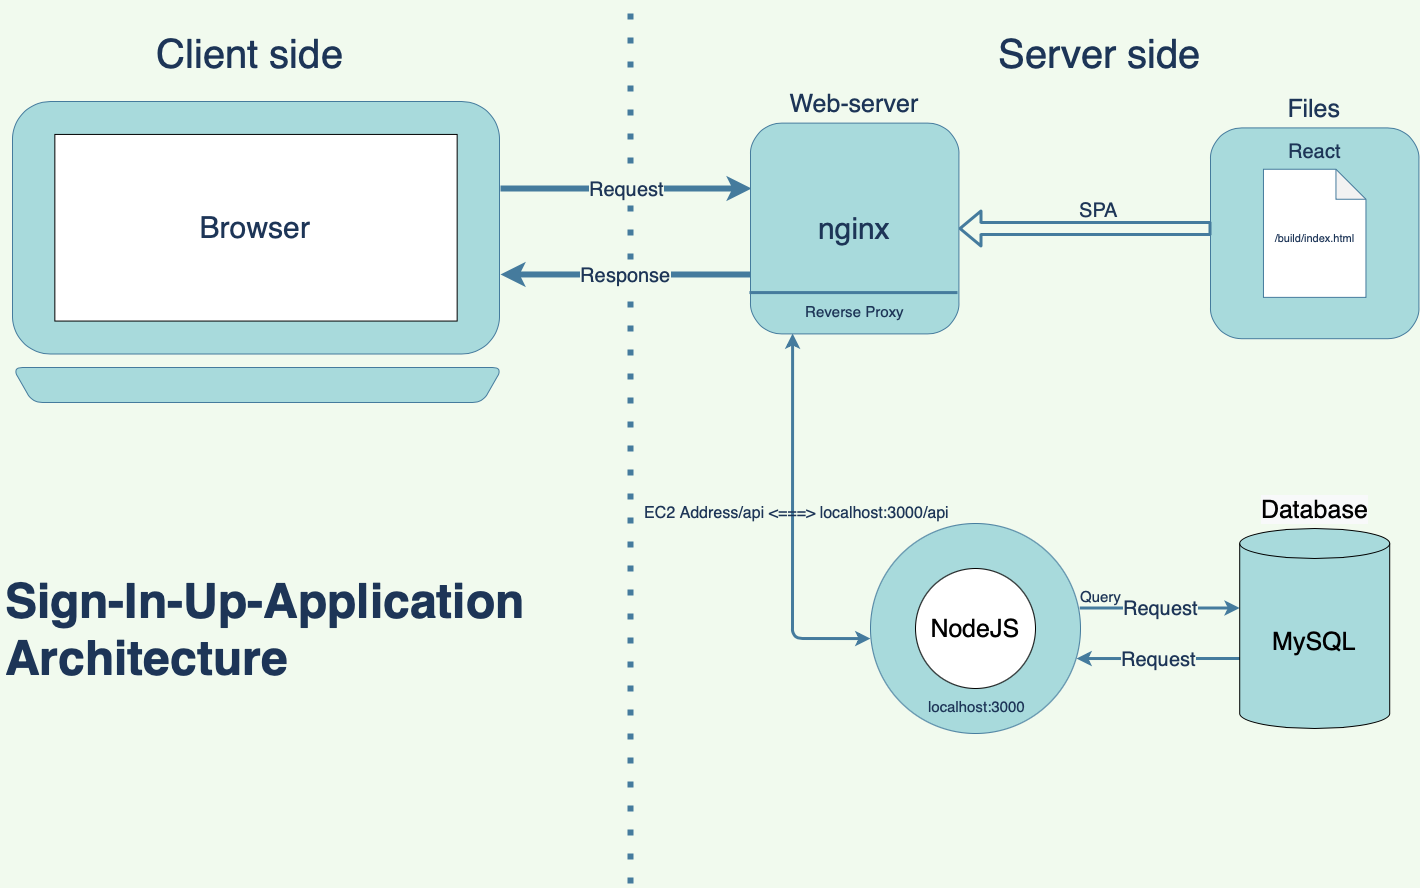 Client side
Server side
Web-server
Files
React
Request
Browser
nginx
SPA
/build/index.html
Response
Reverse Proxy
EC2 Address/api <===> localhost:3000/api
Database
Sign-In-Up-Application
Architecture
NodeJS
localhost:3000
Query
Request
Request
MySQL